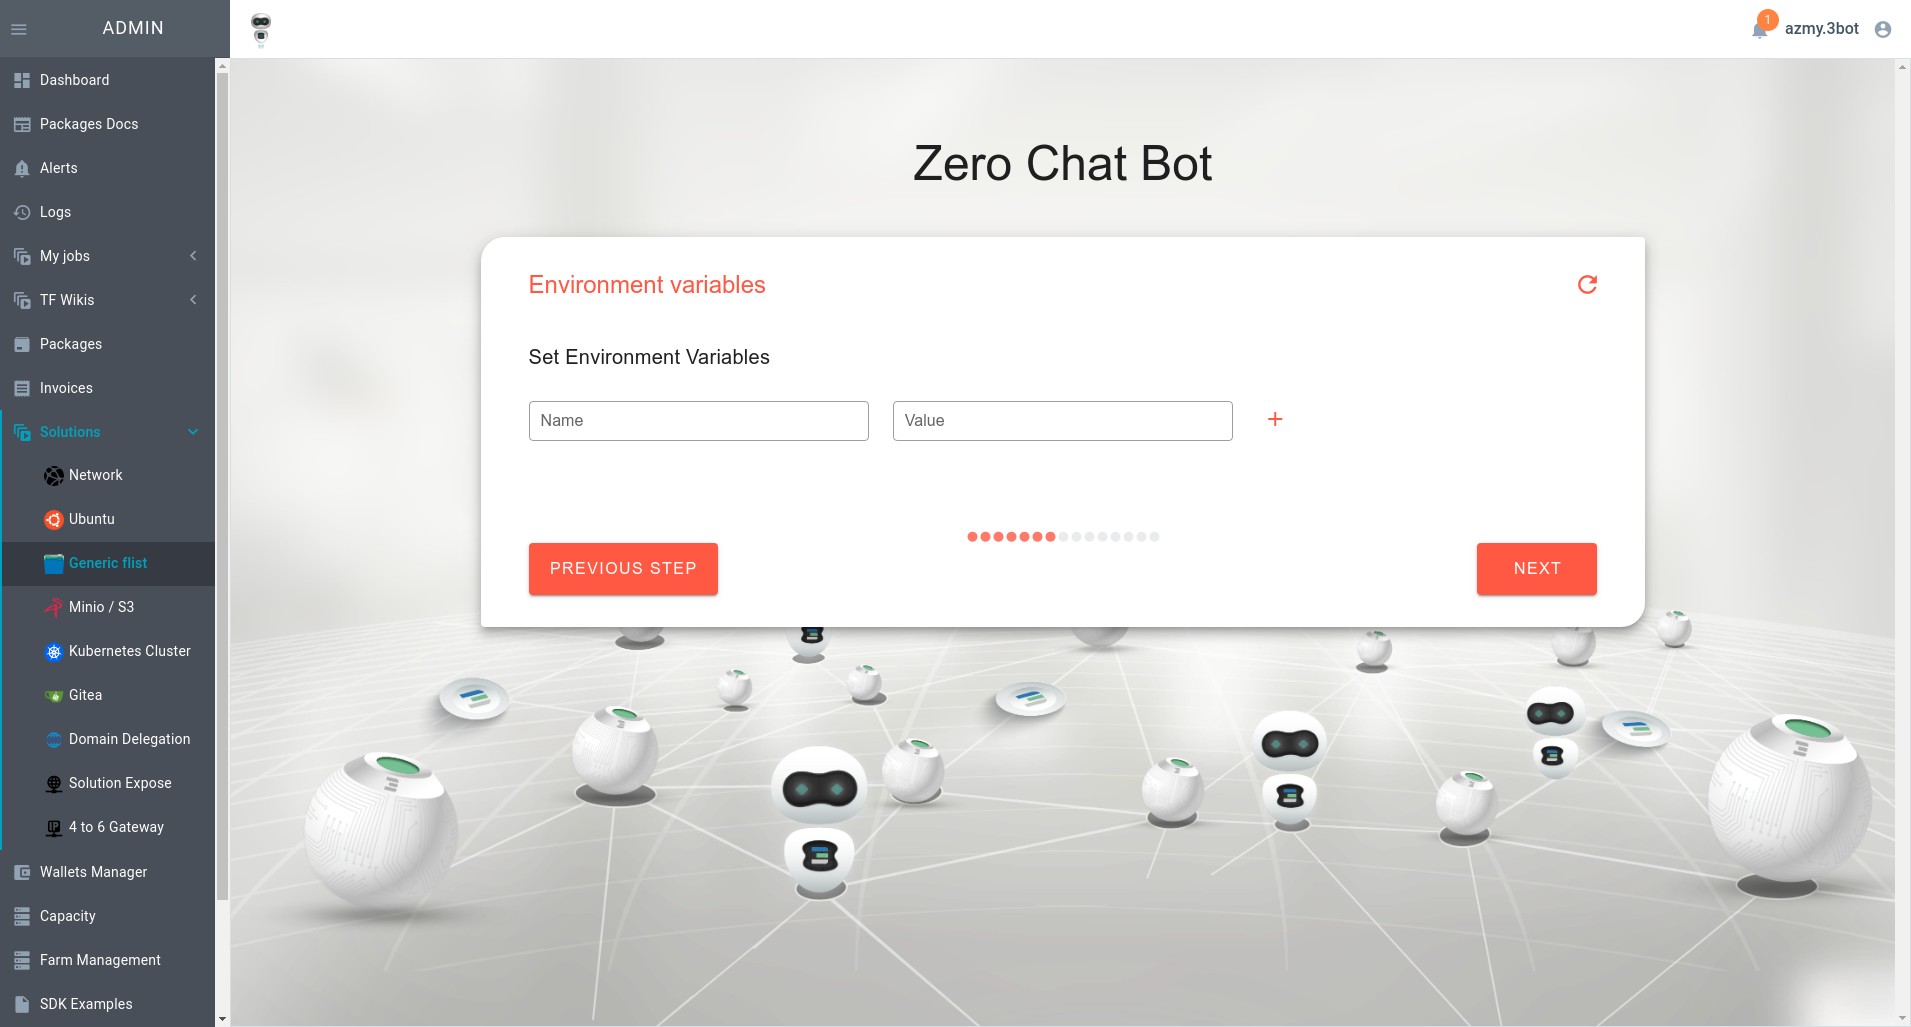 ADMIN
1
azmy.3bot
Dashboard
Packages Docs
Alerts
Logs
My jobs
TF Wikis
Packages
Invoices
Solutions
Network
Ubuntu
Generic flist
Minio / S3
Kubernetes Cluster
Gitea
Domain Delegation
Solution Expose
4 to 6 Gateway
Wallets Manager
Capacity
Farm Management
SDK Examples
Zero Chat Bot
Environment variables
Set Environment Variables
Name
Value
PREVIOUS STEP
NEXT